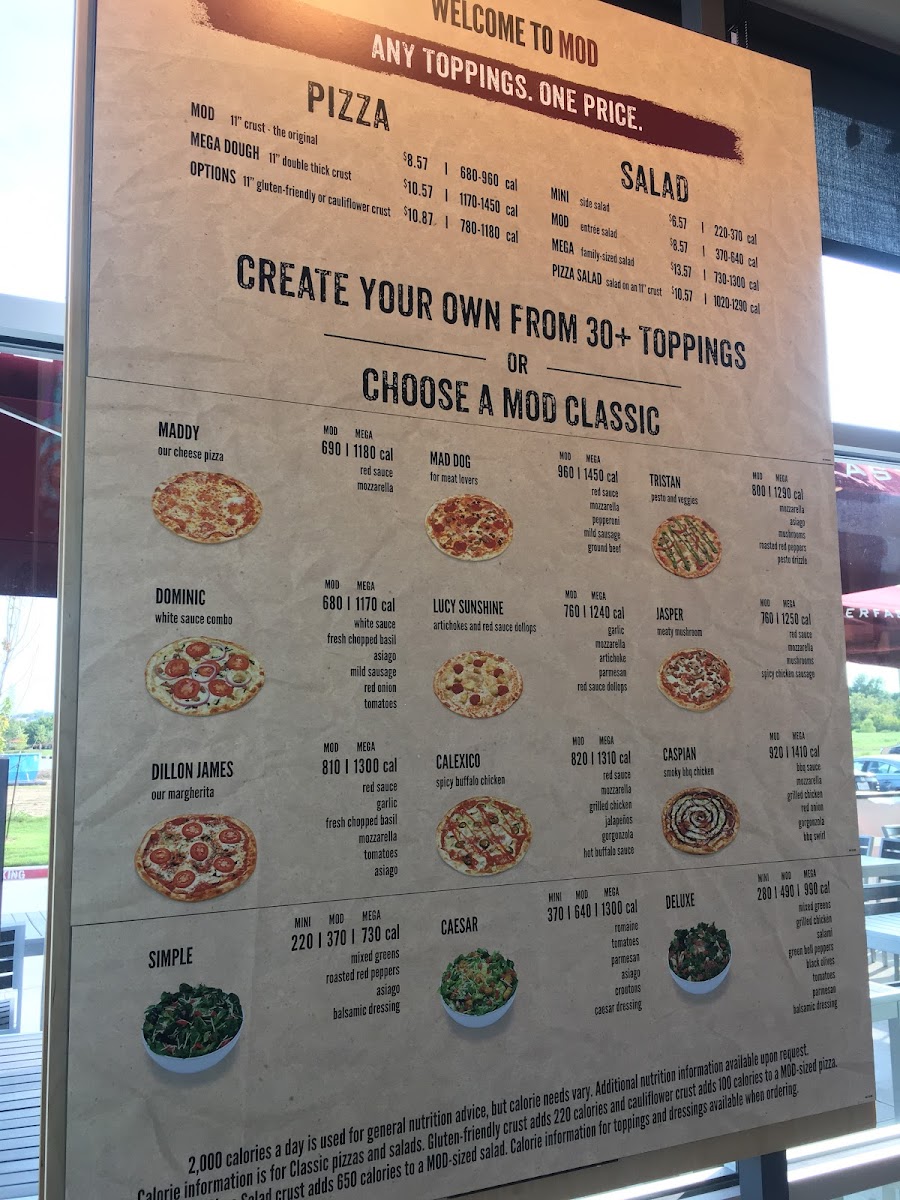 WELCOME TO MOD
ANY TOPPINGS. ONE PRICE.
PIZZA
MOD 11" crust - the original $8.57 | 680-960 cal
MEGA DOUGH 11" double thick crust $10.57 | 1170-1450 cal
OPTIONS 11" gluten-friendly or cauliflower crust $10.87 | 780-1180 cal
SALAD
MINI side salad $6.57 | 220-370 cal
MOD entrée salad $8.57 | 370-640 cal
MEGA family-sized salad $13.57 | 730-1300 cal
PIZZA SALAD salad on an 11" crust $10.57 | 1020-1290 cal
CREATE YOUR OWN FROM 30+ TOPPINGS
OR
CHOOSE A MOD CLASSIC
MADDY
our cheese pizza
MOD MEGA
690 | 1180 cal
red sauce
mozzarella
MAD DOG
for meat lovers
MOD MEGA
960 | 1450 cal
red sauce
mozzarella
pepperoni
mild sausage
ground beef
TRISTAN
pesto and veggies
MOD MEGA
800 | 1290 cal
mozzarella
asiago
mushrooms
roasted red peppers
pesto drizzle
DOMINIC
white sauce combo
MOD MEGA
680 | 1170 cal
white sauce
fresh chopped basil
asiago
mild sausage
red onion
tomatoes
LUCY SUNSHINE
artichokes and red sauce dollops
MOD MEGA
760 | 1240 cal
garlic
mozzarella
artichoke
parmesan
red sauce dollops
JASPER
meaty mushroom
MOD MEGA
760 | 1250 cal
red sauce
mozzarella
mushrooms
spicy chicken sausage
DILLON JAMES
our margherita
MOD MEGA
810 | 1300 cal
red sauce
garlic
fresh chopped basil
mozzarella
tomatoes
asiago
CALEXICO
spicy buffalo chicken
MOD MEGA
820 | 1310 cal
red sauce
mozzarella
grilled chicken
jalapeños
gorgonzola
hot buffalo sauce
CASPIAN
smoky bbq chicken
MOD MEGA
920 | 1410 cal
bbq sauce
mozzarella
grilled chicken
red onion
gorgonzola
bbq swirl
SIMPLE
MINI MOD MEGA
220 | 370 | 730 cal
mixed greens
roasted red peppers
asiago
balsamic dressing
CAESAR
MINI MOD MEGA
370 | 640 | 1300 cal
romaine
tomatoes
parmesan
asiago
croutons
caesar dressing
DELUXE
MINI MOD MEGA
280 | 490 | 990 cal
mixed greens
grilled chicken
salami
green bell peppers
black olives
tomatoes
parmesan
balsamic dressing
2,000 calories a day is used for general nutrition advice, but calorie needs vary. Additional nutrition information available upon request.
Calorie information is for Classic pizzas and salads. Gluten-friendly crust adds 220 calories and cauliflower crust adds 100 calories to a MOD-sized pizza.
Salad crust adds 650 calories to a MOD-sized salad. Calorie information for toppings and dressings available when ordering.
KING